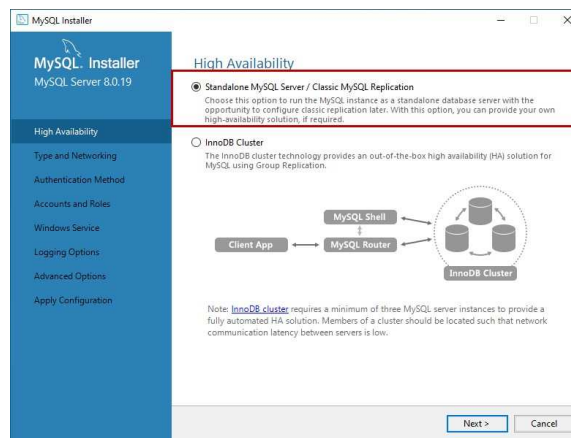 MySQL Installer
MySQL. Installer
MySQL Server 8.0.19
High Availability
Type and Networking
Authentication Method
Accounts and Roles
Windows Service
Logging Options
Advanced Options
Apply Configuration
High Availability
Standalone MySQL Server / Classic MySQL Replication
Choose this option to run the MySQL instance as a standalone database server with the
opportunity to configure classic replication later. With this option, you can provide your own
high-availability solution, if required.
InnoDB Cluster
The InnoDB cluster technology provides an out-of-the-box high availability (HA) solution for
MySQL using Group Replication.
MySQL Shell
Client App
MySQL Router
InnoDB Cluster
Note: InnoDB cluster requires a minimum of three MySQL server instances to provide a
fully automated HA solution. Members of a cluster should be located such that network
communication latency between servers is low.
Next >
Cancel